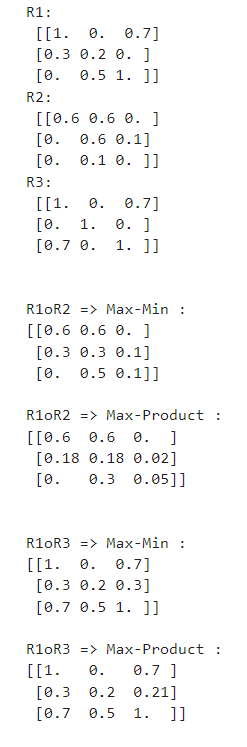 R1:
[[1.  0.  0.7]
[0.3 0.2 0. ]
[0.  0.5 1. ]]
R2:
[[0.6 0.6 0. ]
[0.  0.6 0.1]
[0.  0.1 0. ]]
R3:
[[1.  0.  0.7]
[0.  1.  0. ]
[0.7 0.  1. ]]
R1oR2 => Max-Min :
[[0.6 0.6 0. ]
[0.3 0.3 0.1]
[0.  0.5 0.1]]
R1oR2 => Max-Product :
[[0.6  0.6  0.  ]
[0.18 0.18 0.02]
[0.   0.3  0.05]]
R1oR3 => Max-Min :
[[1.  0.  0.7]
[0.3 0.2 0.3]
[0.7 0.5 1. ]]
R1oR3 => Max-Product :
[[1.   0.   0.7 ]
[0.3  0.2  0.21]
[0.7  0.5  1.  ]]